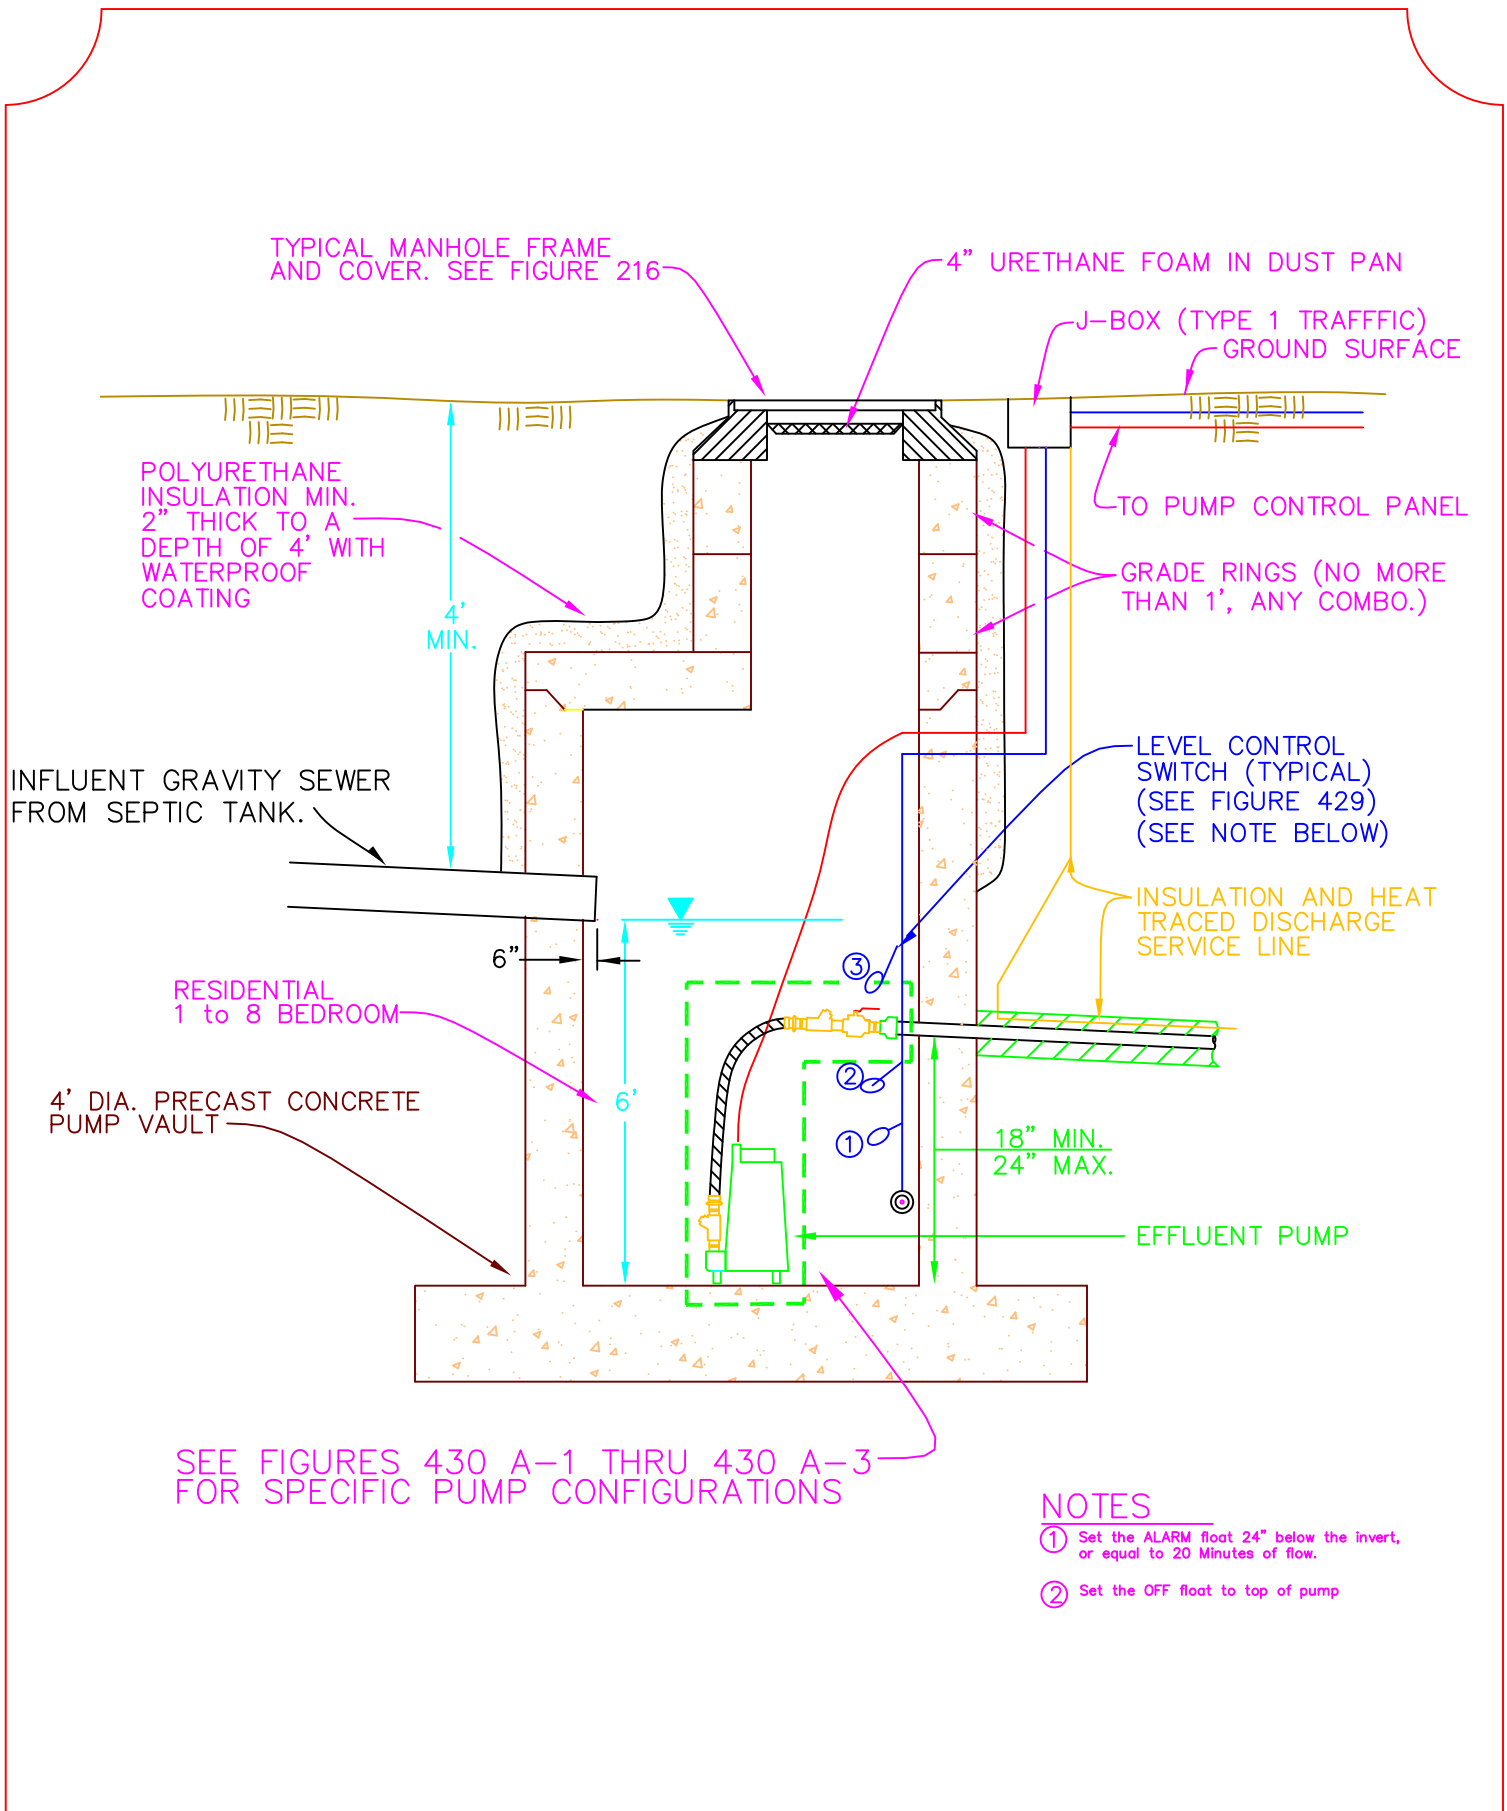 TYPICAL MANHOLE FRAME
AND COVER. SEE FIGURE 216
4” URETHANE FOAM IN DUST PAN
J–BOX (TYPE 1 TRAFFFIC)
GROUND SURFACE
POLYURETHANE
INSULATION MIN.
2” THICK TO A
DEPTH OF 4’ WITH
WATERPROOF
COATING
TO PUMP CONTROL PANEL
GRADE RINGS (NO MORE
THAN 1’, ANY COMBO.)
4’
MIN.
INFLUENT GRAVITY SEWER
FROM SEPTIC TANK.
LEVEL CONTROL
SWITCH (TYPICAL)
(SEE FIGURE 429)
(SEE NOTE BELOW)
INSULATION AND HEAT
TRACED DISCHARGE
SERVICE LINE
6”
3
RESIDENTIAL
1 to 8 BEDROOM
2
6’
4’ DIA. PRECAST CONCRETE
PUMP VAULT
1
18” MIN.
24” MAX.
EFFLUENT PUMP
SEE FIGURES 430 A–1 THRU 430 A–3
FOR SPECIFIC PUMP CONFIGURATIONS
NOTES
1 Set the ALARM float 24” below the invert,
or equal to 20 Minutes of flow.
2 Set the OFF float to top of pump